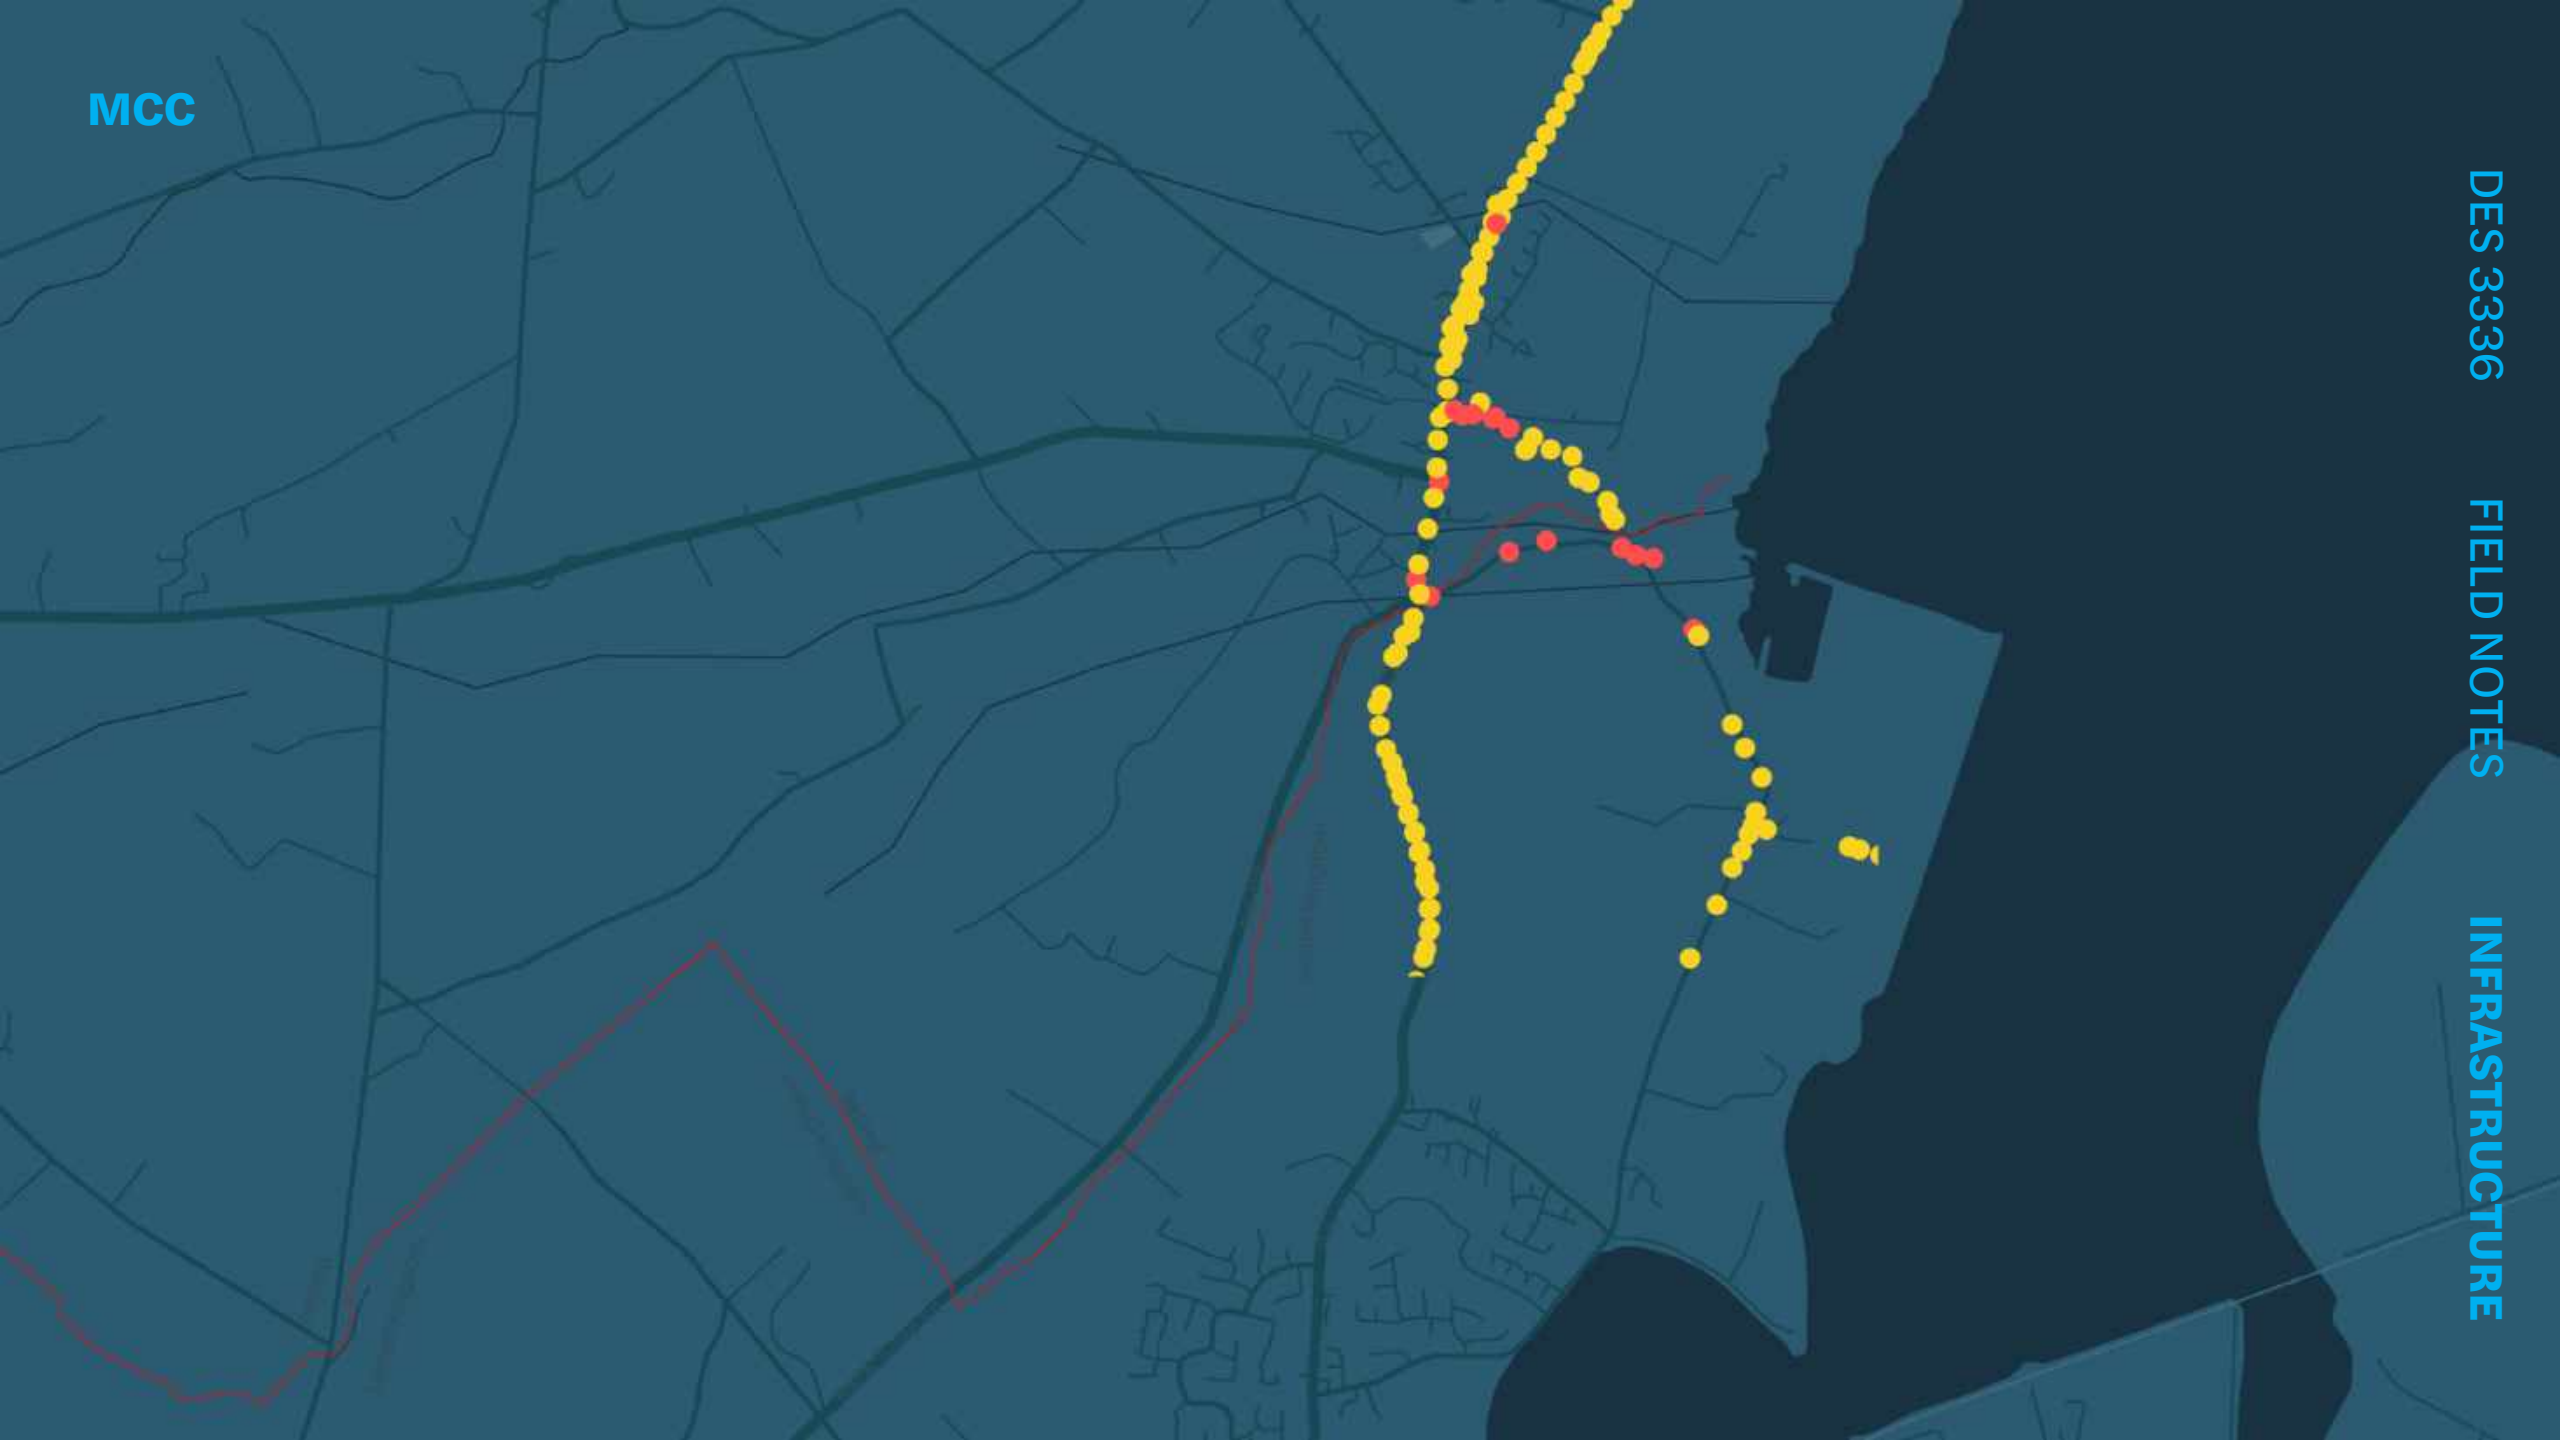 MCC
DES 3336
FIELD NOTES
INFRASTRUCTURE